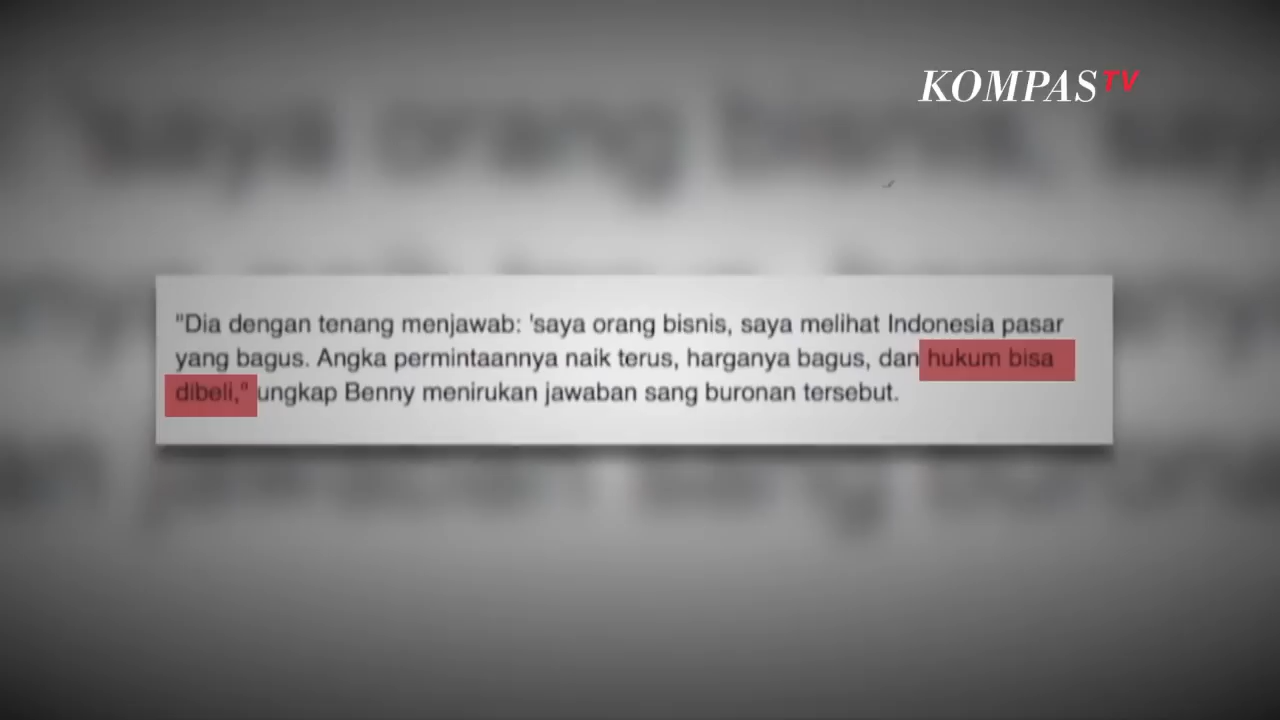 KOMPAS TV
"Dia dengan tenang menjawab: 'saya orang bisnis, saya melihat Indonesia pasar
yang bagus. Angka permintaannya naik terus, harganya bagus, dan hukum bisa
dibeli," ungkap Benny menirukan jawaban sang buronan tersebut.